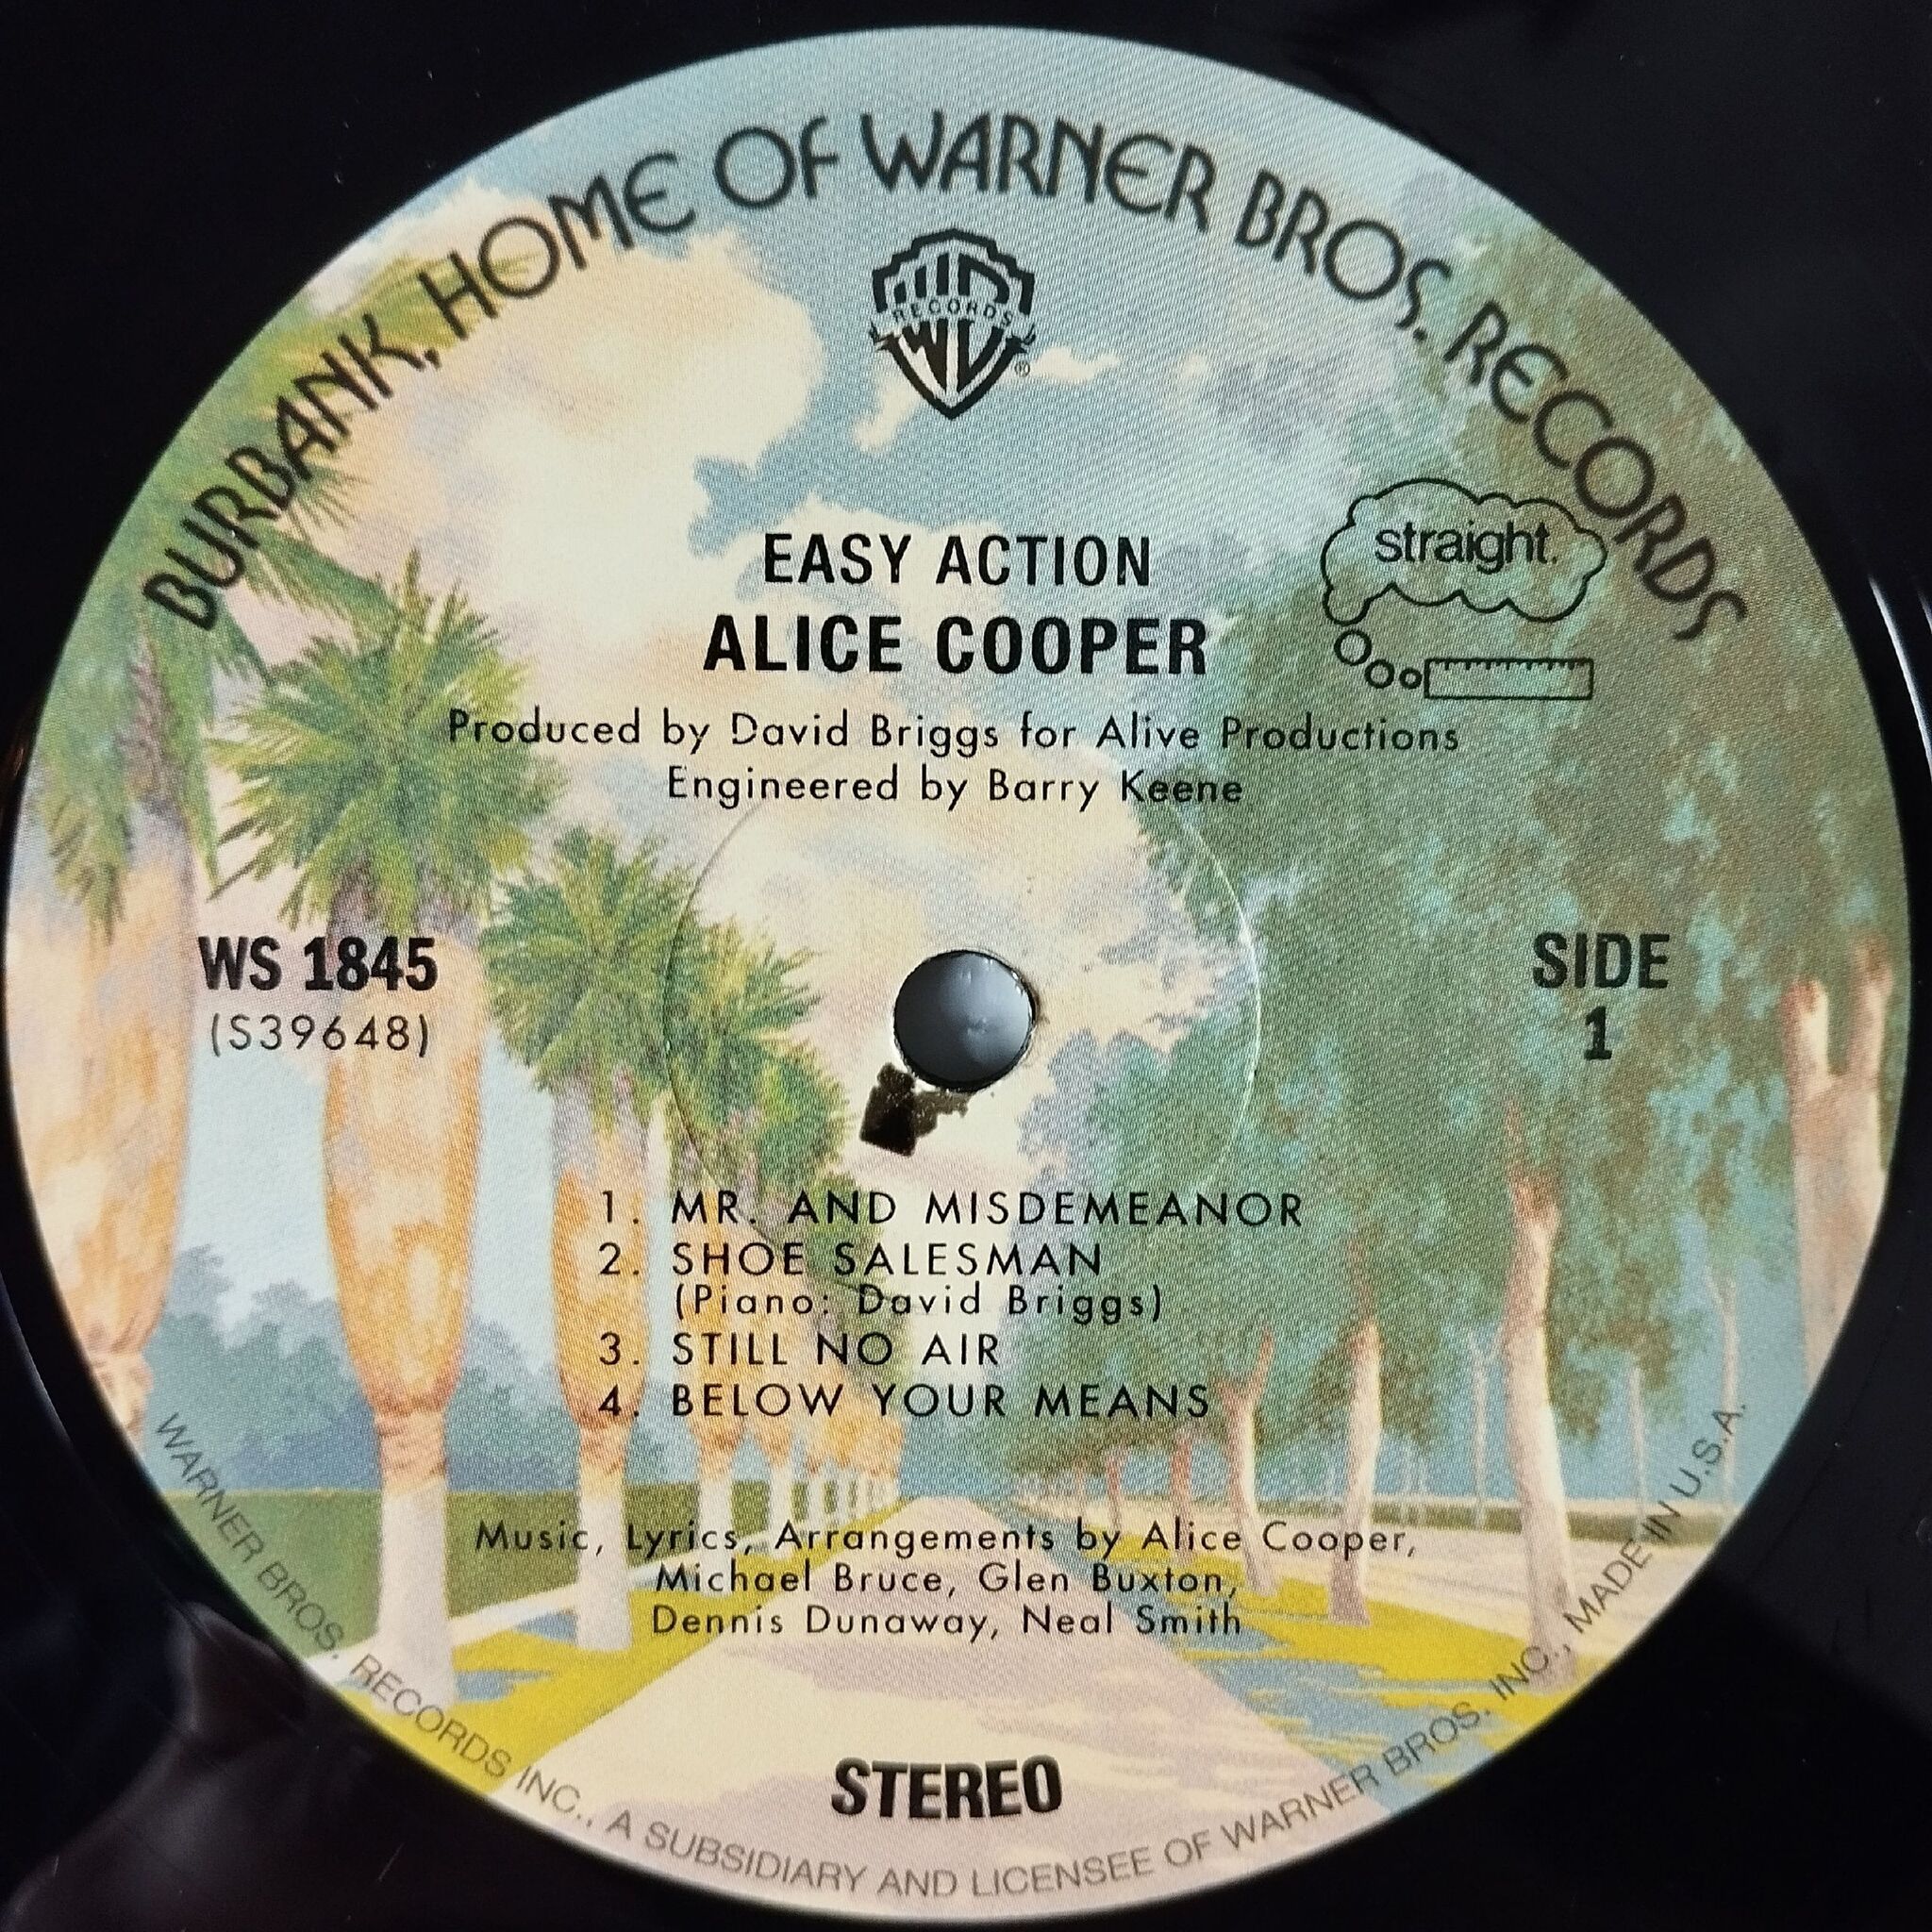 BURBANK, HOME OF WARNER BROS. RECORDS
RECORDS
®
straight.
EASY ACTION
ALICE COOPER
Produced by David Briggs for Alive Productions
Engineered by Barry Keene
WS 1845
(S39648)
SIDE
1
1. MR. AND MISDEMEANOR
2. SHOE SALESMAN
(Piano: David Briggs)
3. STILL NO AIR
4. BELOW YOUR MEANS
Music, Lyrics, Arrangements by Alice Cooper,
Michael Bruce, Glen Buxton,
Dennis Dunaway, Neal Smith
STEREO
WARNER BROS. RECORDS INC., A SUBSIDIARY AND LICENSEE OF WARNER BROS. INC., MADE IN U.S.A.